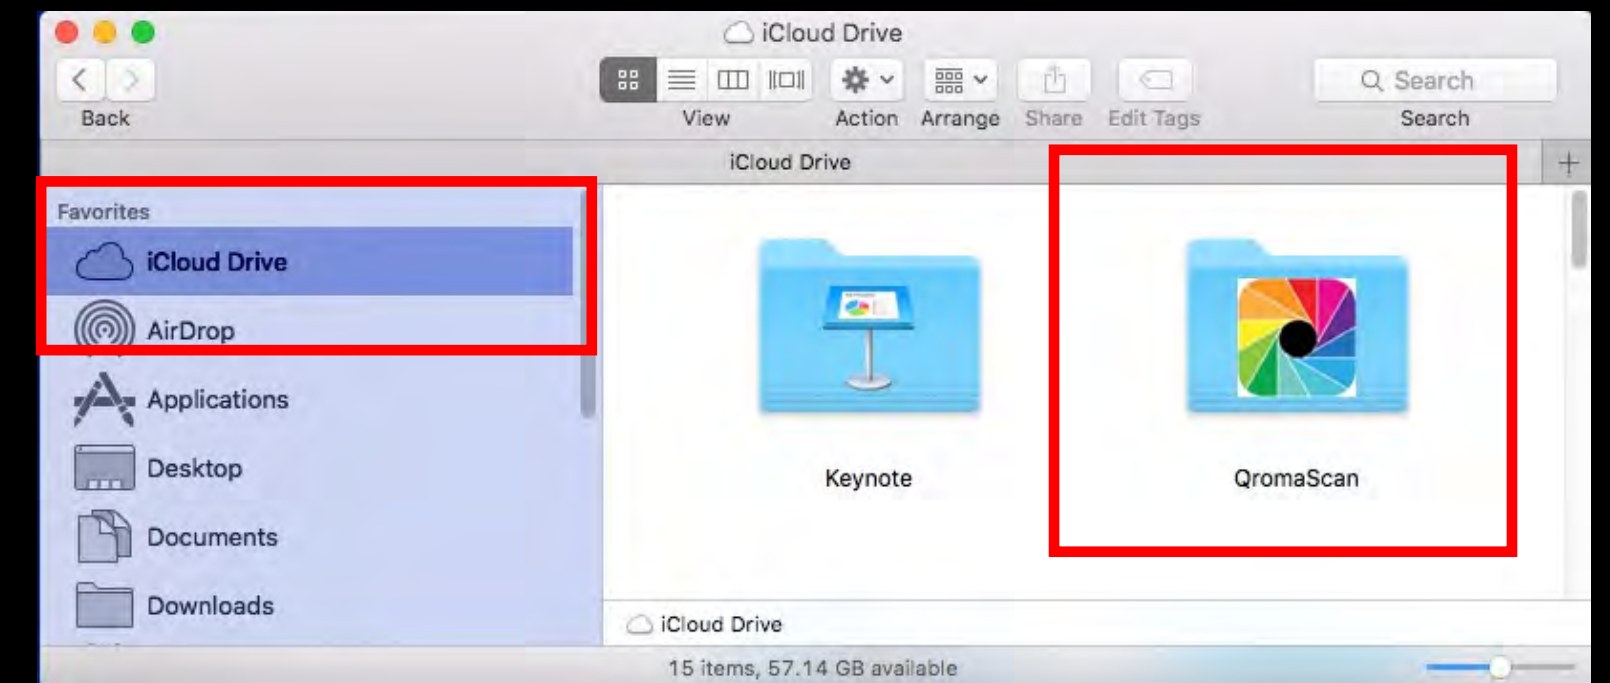 iCloud Drive
Search
Back
View
Action
Arrange
Share
Edit Tags
Search
iCloud Drive
+
Favorites
iCloud Drive
AirDrop
Applications
Desktop
Documents
Downloads
Keynote
QromaScan
iCloud Drive
15 items, 57.14 GB available